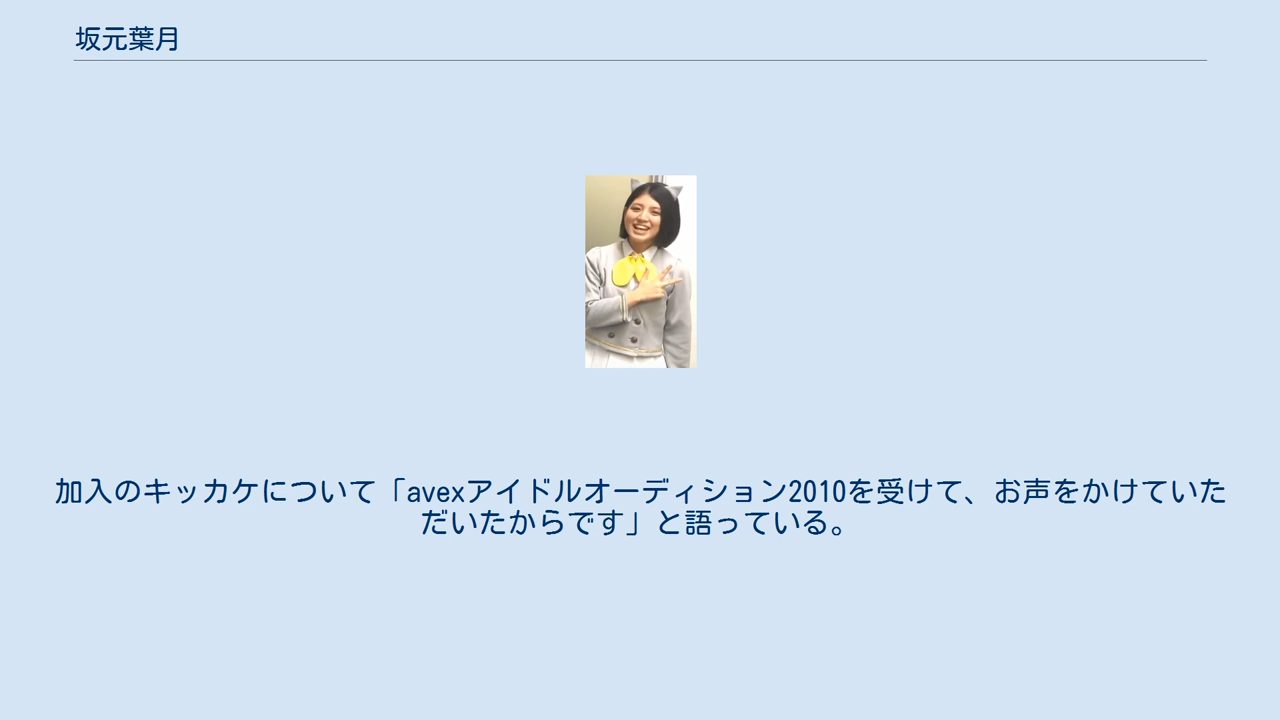 坂元葉月
加入のキッカケについて「avexアイドルオーディション2010を受けて、お声をかけていた
だいたからです」と語っている。